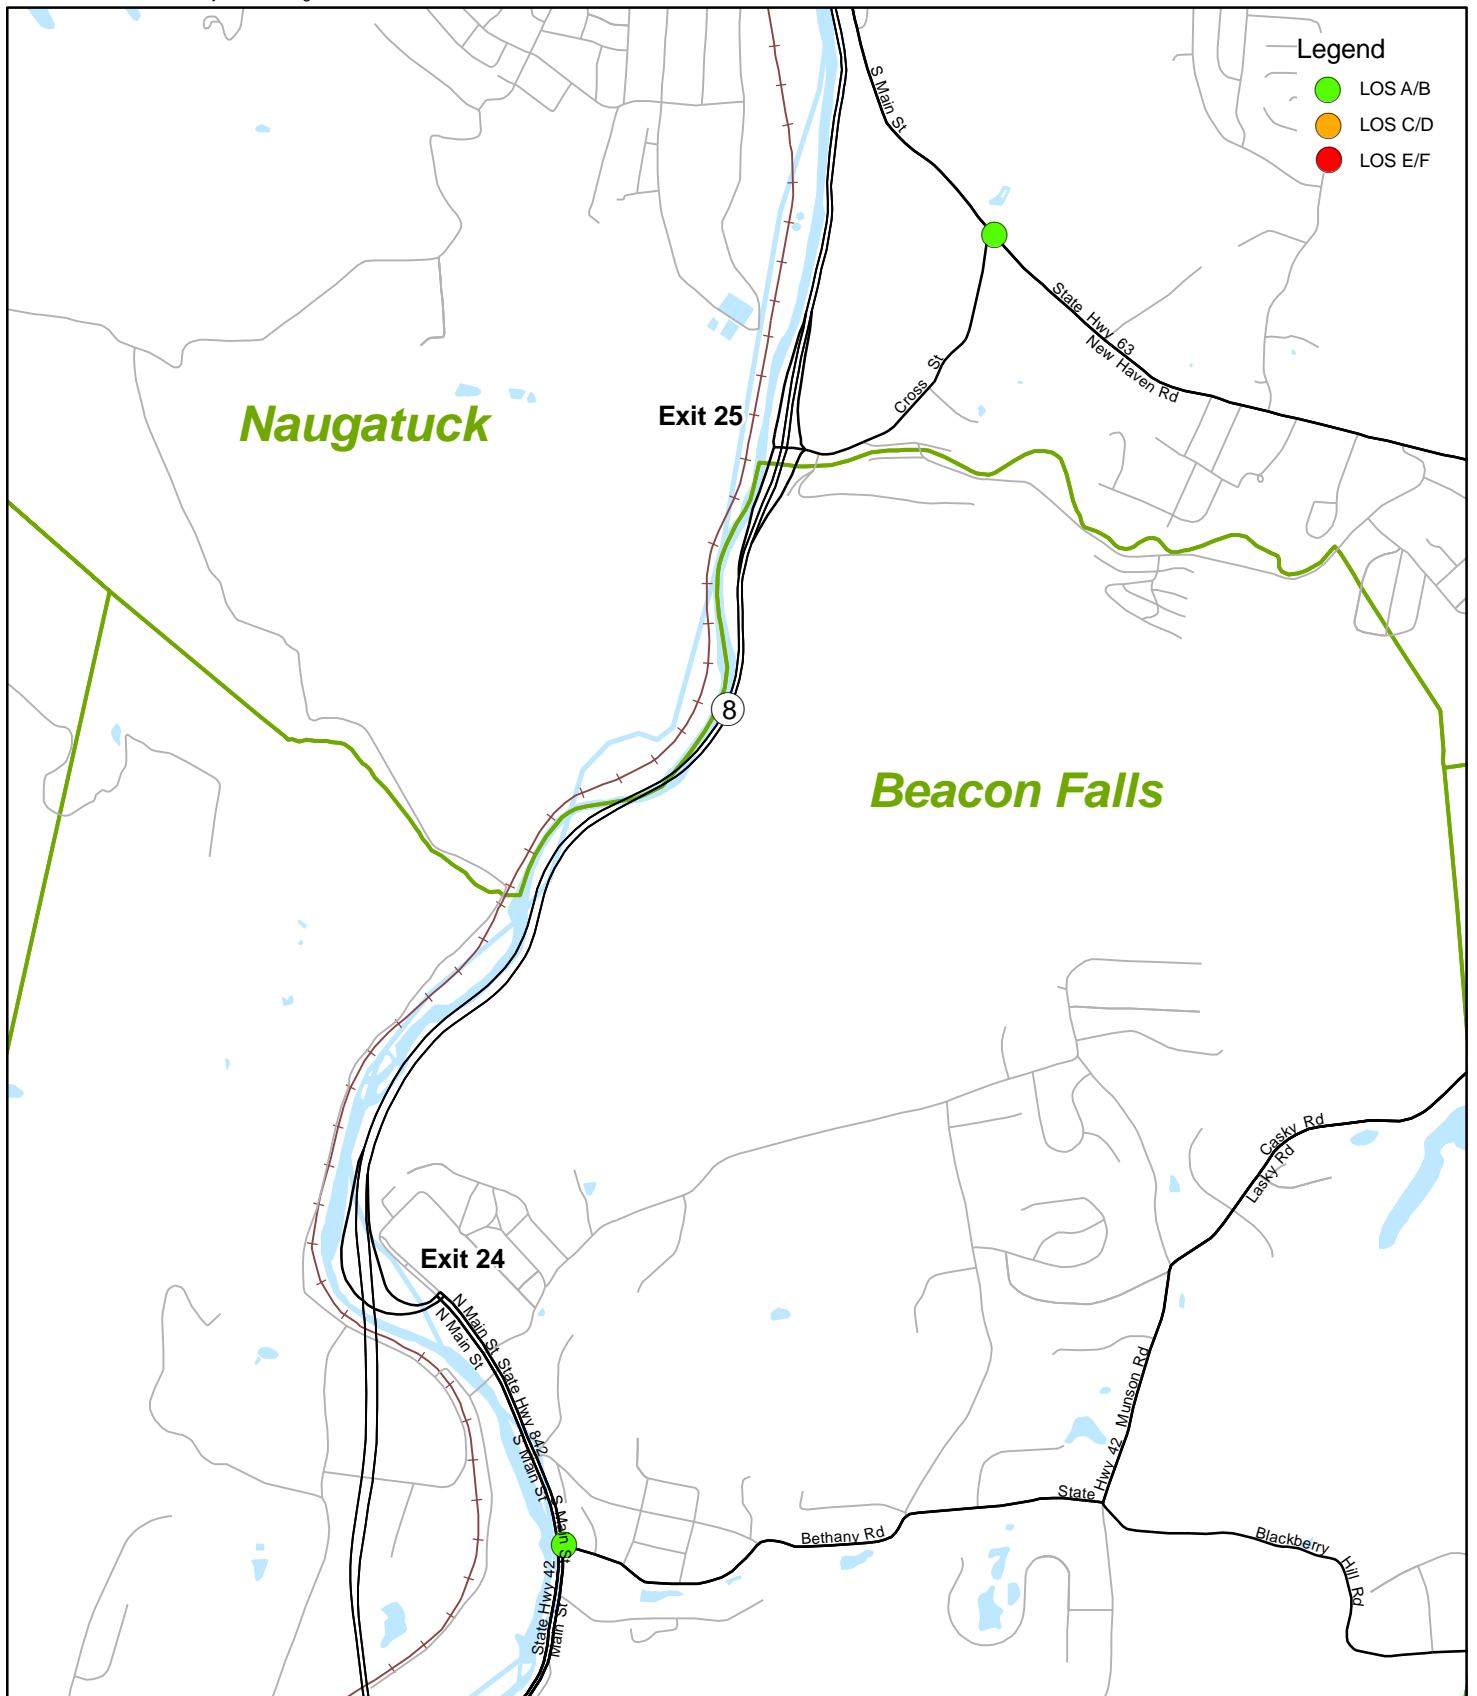 Legend
LOS A/B
LOS C/D
LOS E/F
S Main St
State Hwy 63
New Haven Rd
Cross St
Exit 25
Naugatuck
8
Beacon Falls
Casky Rd
Lasky Rd
Exit 24
N Main St State Hwy 842
N Main St
S Main St
S Main St
State Hwy 42 Munson Rd
Bethany Rd
Blackberry Hill Rd
State Hwy 42
Main St